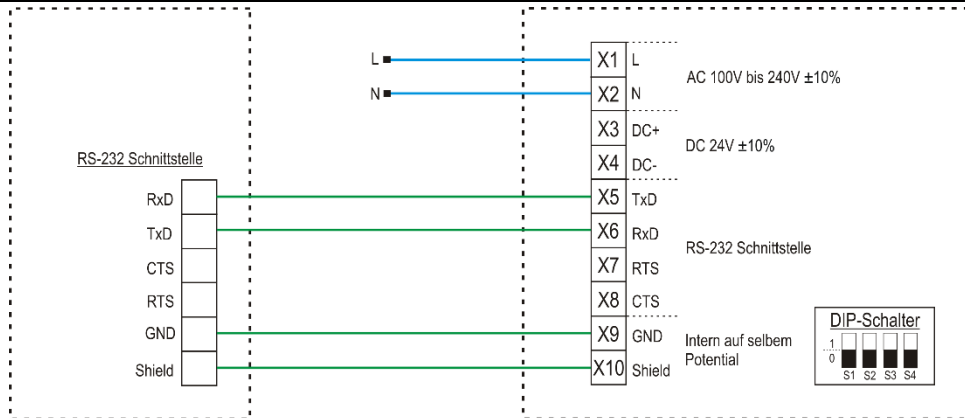 L
N
RS-232 Schnittstelle
RxD
TxD
CTS
RTS
GND
Shield
X1 L
X2 N
AC 100V bis 240V ±10%
X3 DC+
X4 DC-
DC 24V ±10%
X5 TxD
X6 RxD
X7 RTS
X8 CTS
RS-232 Schnittstelle
X9 GND
X10 Shield
Intern auf selbem
Potential
DIP-Schalter
1
0
S1 S2 S3 S4